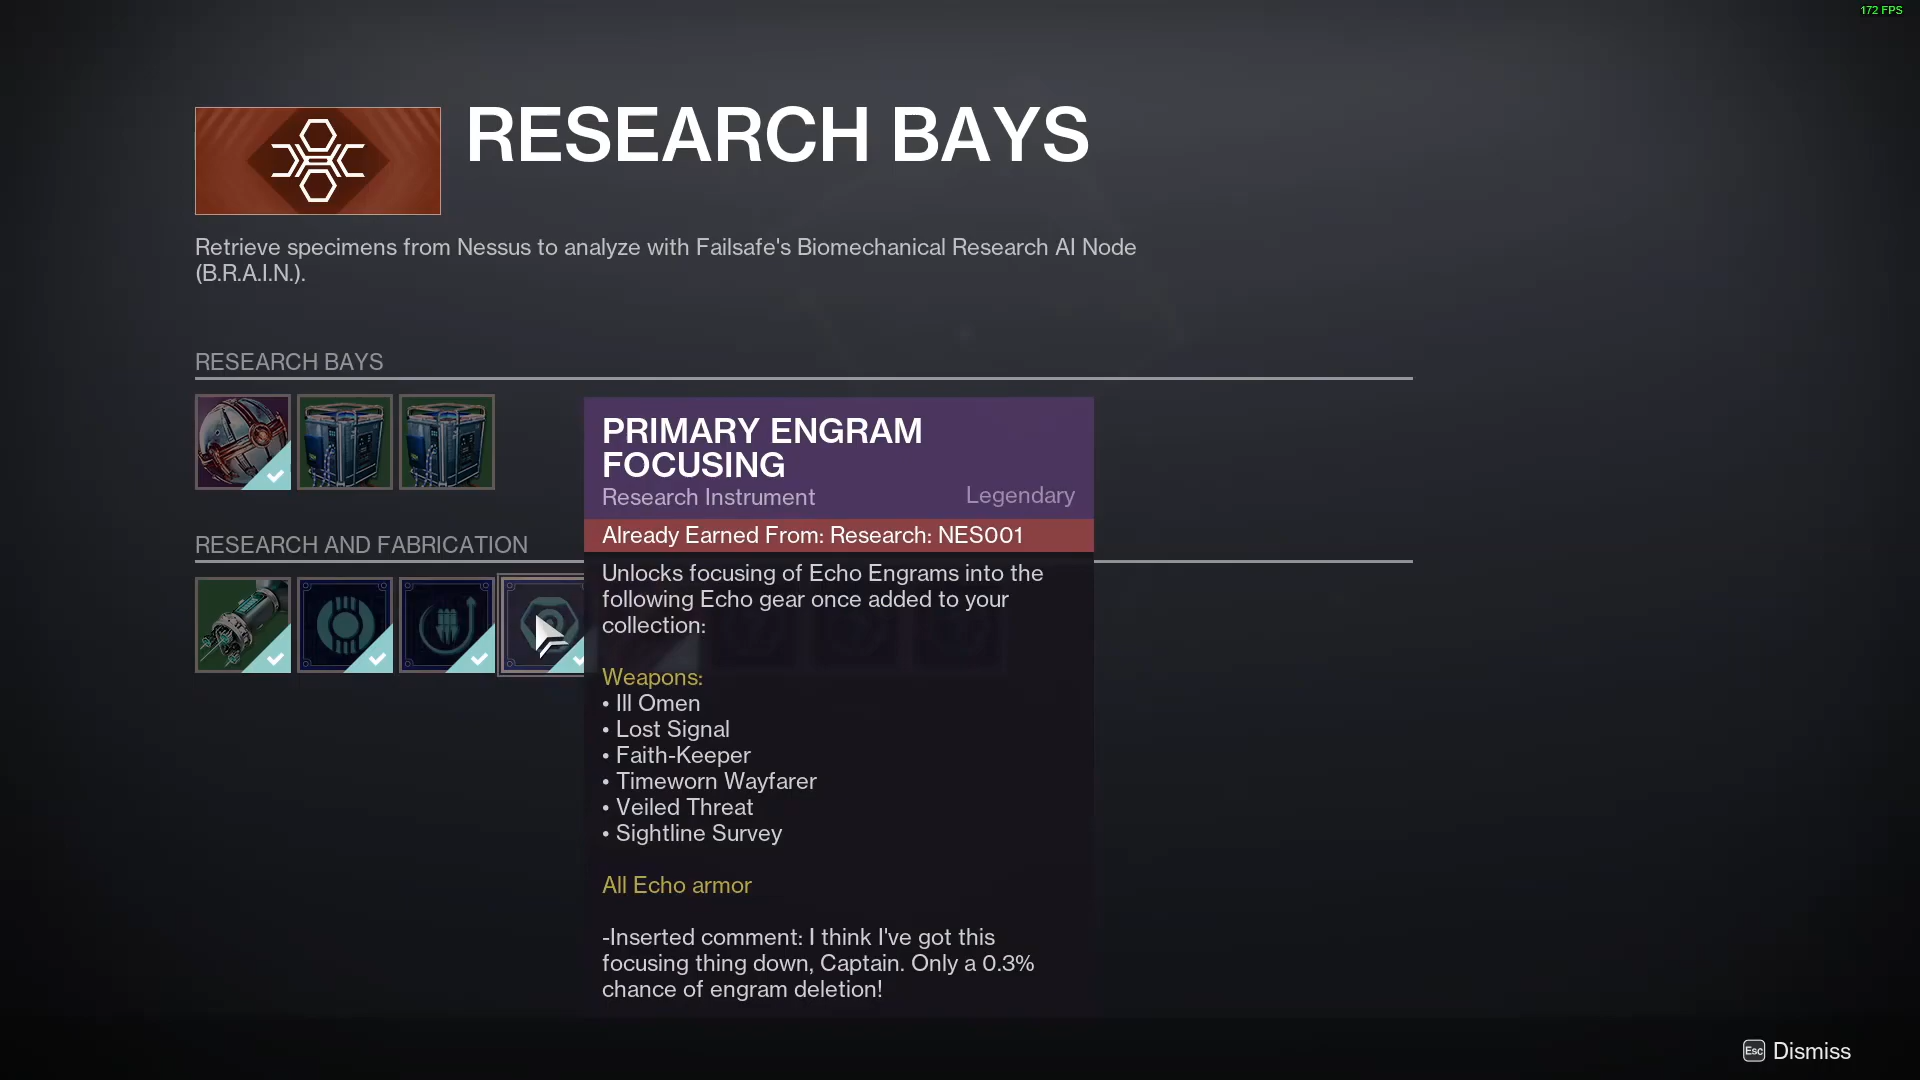 172 FPS
RESEARCH BAYS
Retrieve specimens from Nessus to analyze with Failsafe's Biomechanical Research AI Node
(B.R.A.I.N.).
RESEARCH BAYS
RESEARCH AND FABRICATION
PRIMARY ENGRAM
FOCUSING
Research Instrument Legendary
Already Earned From: Research: NES001
Unlocks focusing of Echo Engrams into the
following Echo gear once added to your
collection:
Weapons:
• Ill Omen
• Lost Signal
• Faith-Keeper
• Timeworn Wayfarer
• Veiled Threat
• Sightline Survey
All Echo armor
-Inserted comment: I think I've got this
focusing thing down, Captain. Only a 0.3%
chance of engram deletion!
Esc Dismiss